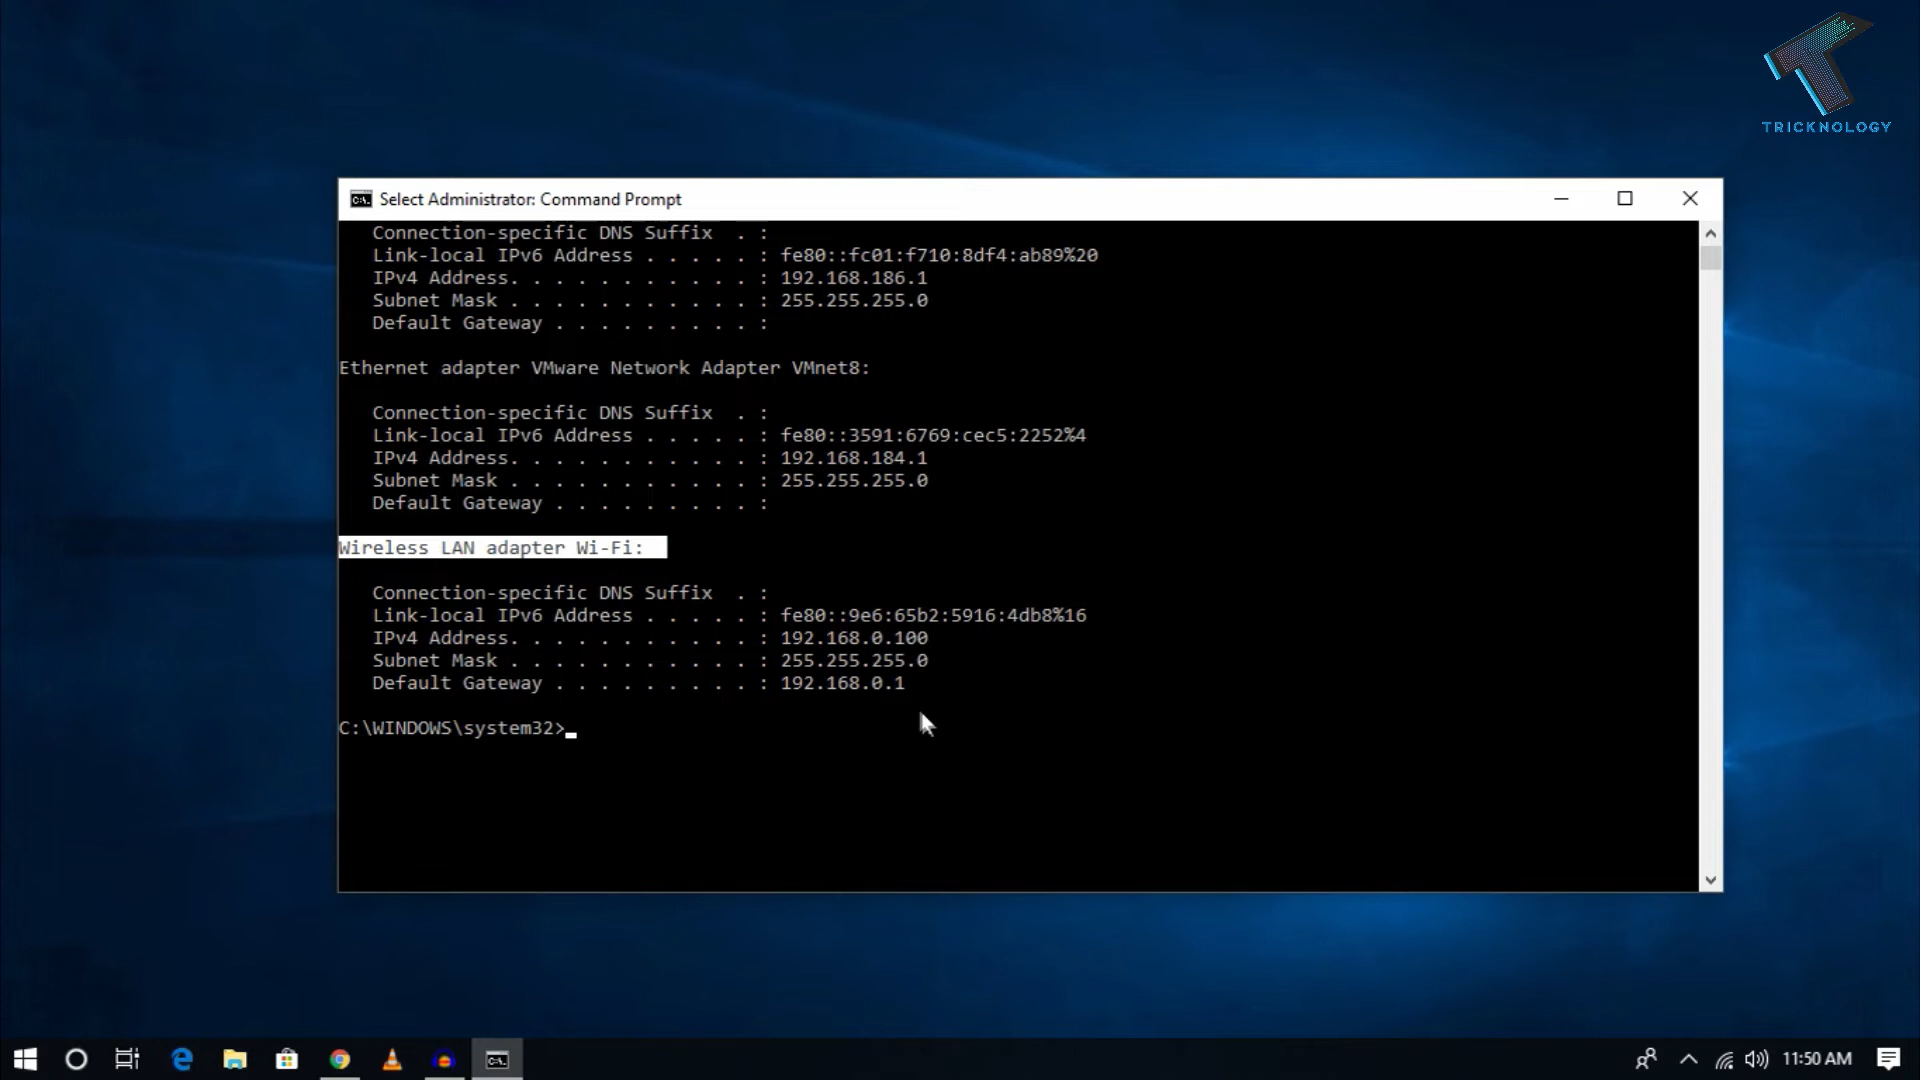 TRICKNOLOGY
Select Administrator: Command Prompt
Connection-specific DNS Suffix  . :
Link-local IPv6 Address . . . . . : fe80::fc01:f710:8df4:ab89%20
IPv4 Address. . . . . . . . . . . : 192.168.186.1
Subnet Mask . . . . . . . . . . . : 255.255.255.0
Default Gateway . . . . . . . . . :
Ethernet adapter VMware Network Adapter VMnet8:
Connection-specific DNS Suffix  . :
Link-local IPv6 Address . . . . . : fe80::3591:6769:cec5:2252%4
IPv4 Address. . . . . . . . . . . : 192.168.184.1
Subnet Mask . . . . . . . . . . . : 255.255.255.0
Default Gateway . . . . . . . . . :
Wireless LAN adapter Wi-Fi:
Connection-specific DNS Suffix  . :
Link-local IPv6 Address . . . . . : fe80::9e6:65b2:5916:4db8%16
IPv4 Address. . . . . . . . . . . : 192.168.0.100
Subnet Mask . . . . . . . . . . . : 255.255.255.0
Default Gateway . . . . . . . . . : 192.168.0.1
C:\WINDOWS\system32>
11:50 AM